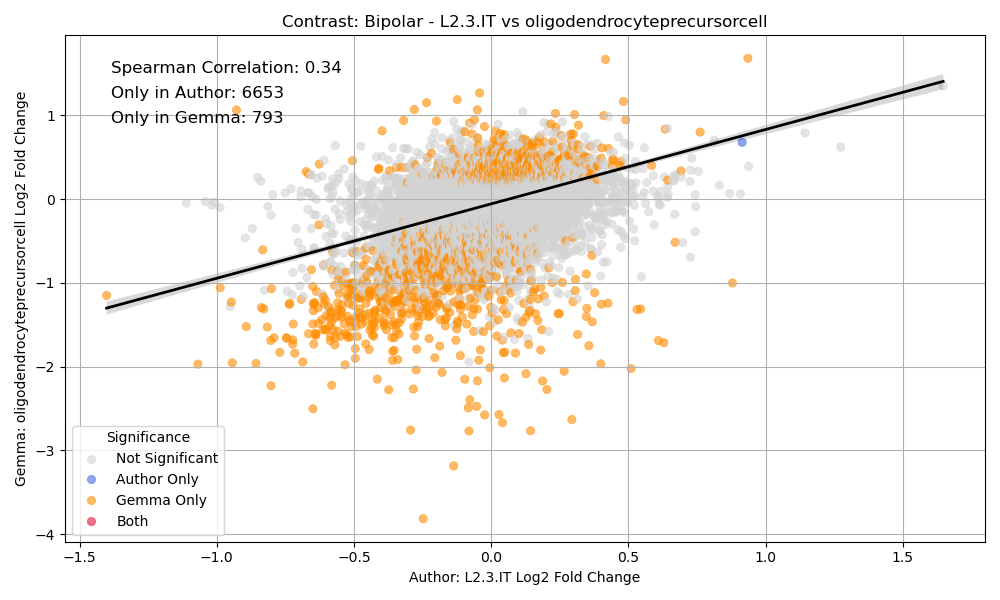 Contrast: Bipolar - L2.3.IT vs oligodendrocyteprecursorcell
Spearman Correlation: 0.34
Only in Author: 6653
Only in Gemma: 793
Gemma: oligodendrocyteprecursorcell Log2 Fold Change
1
0
−1
−2
−3
−4
Significance
Not Significant
Author Only
Gemma Only
Both
−1.5
−1.0
−0.5
0.0
0.5
1.0
1.5
Author: L2.3.IT Log2 Fold Change